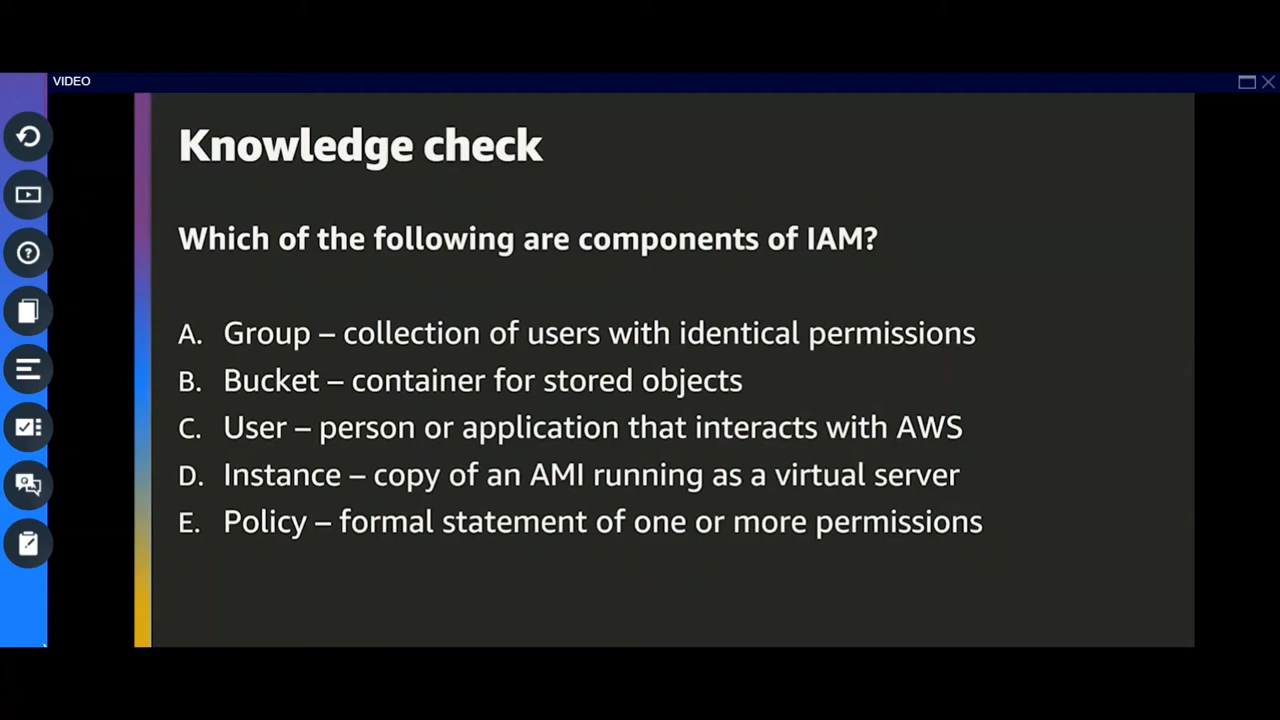 VIDEO
Knowledge check
Which of the following are components of IAM?
A. Group – collection of users with identical permissions
B. Bucket – container for stored objects
C. User – person or application that interacts with AWS
D. Instance – copy of an AMI running as a virtual server
E. Policy – formal statement of one or more permissions